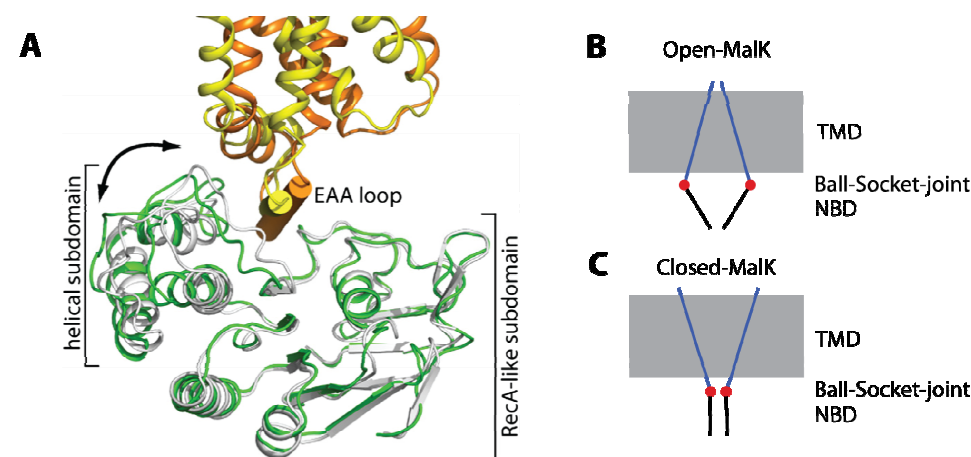 A
EAA loop
helical subdomain
RecA-like subdomain
B
Open-MalK
TMD
Ball-Socket-joint
NBD
C
Closed-MalK
TMD
Ball-Socket-joint
NBD